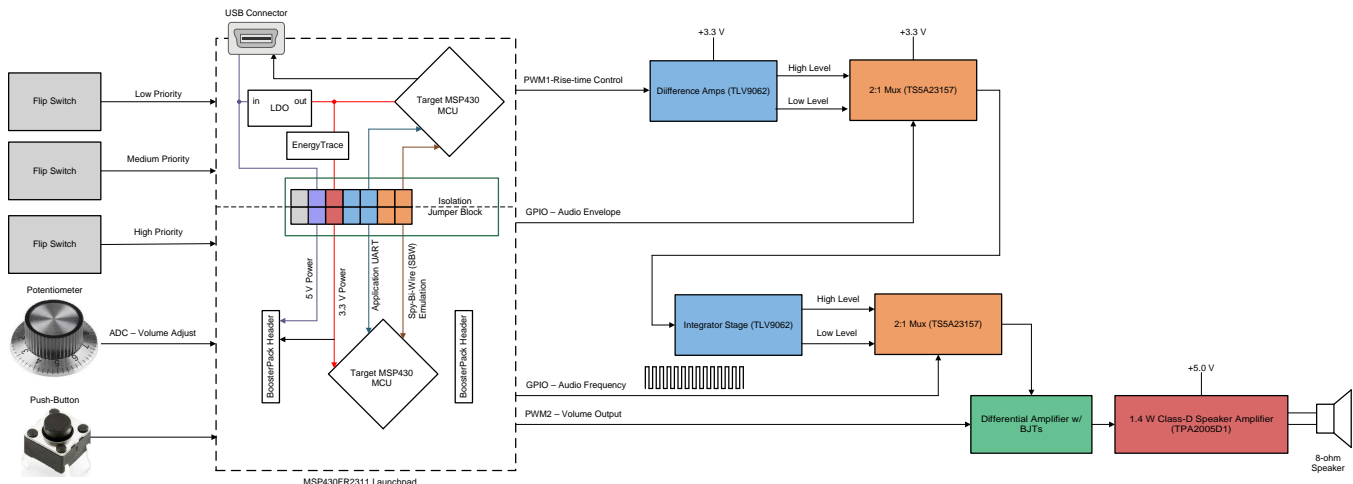 USB Connector
+3.3 V
+3.3 V
Flip Switch
Low Priority
in
out
LDO
Target MSP430
MCU
PWM1-Rise-time Control
Diifference Amps (TLV9062)
High Level
Low Level
2:1 Mux (TS5A23157)
EnergyTrace
Flip Switch
Medium Priority
Isolation
Jumper Block
GPIO – Audio Envelope
Flip Switch
High Priority
5 V Power
3.3 V Power
Application UART
Spy-Bi-Wire (SBW)
Emulation
Potentiometer
ADC – Volume Adjust
BoosterPack Header
BoosterPack Header
Target MSP430
MCU
Integrator Stage (TLV9062)
High Level
Low Level
2:1 Mux (TS5A23157)
GPIO – Audio Frequency
+5.0 V
Push-Button
PWM2 – Volume Output
Differential Amplifier w/
BJTs
1.4 W Class-D Speaker Amplifier
(TPA2005D1)
8-ohm
Speaker
MSP430FR2311 Launchpad